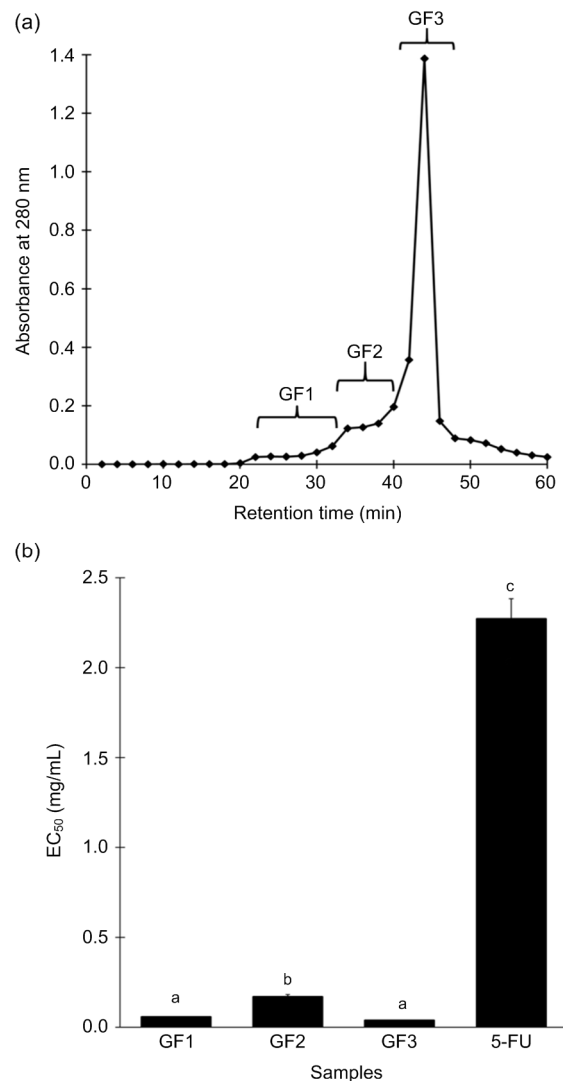 (a)
GF3
1.4
1.2
1.0
0.8
0.6
0.4
0.2
0.0
GF2
GF1
Absorbance at 280 nm
0 10 20 30 40 50 60
Retention time (min)
(b)
2.5
2.0
1.5
1.0
0.5
0.0
EC50 (mg/mL)
a b a c
GF1 GF2 GF3 5-FU
Samples